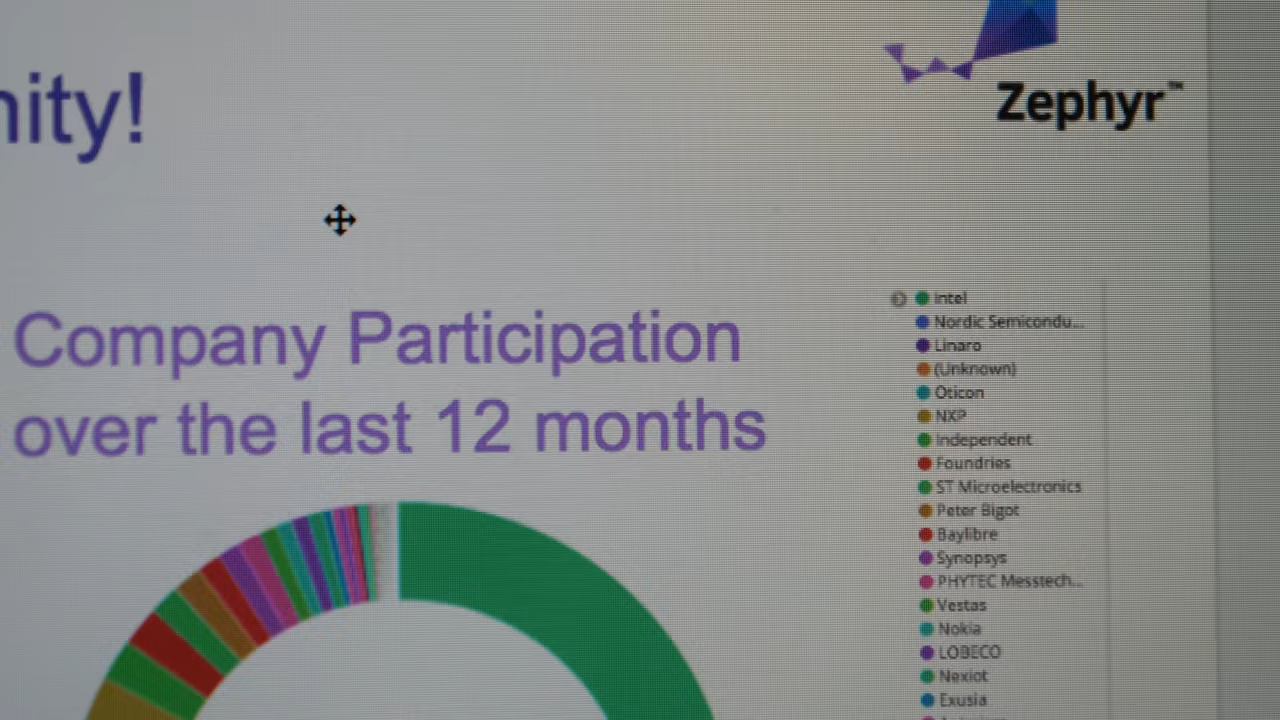 nity!
Zephyr™
Company Participation
over the last 12 months
Intel
Nordic Semicondu...
Linaro
(Unknown)
Oticon
NXP
Independent
Foundries
ST Microelectronics
Peter Bigot
Baylibre
Synopsys
PHYTEC Messtech...
Vestas
Nokia
LOBECO
Nexiot
Exusia